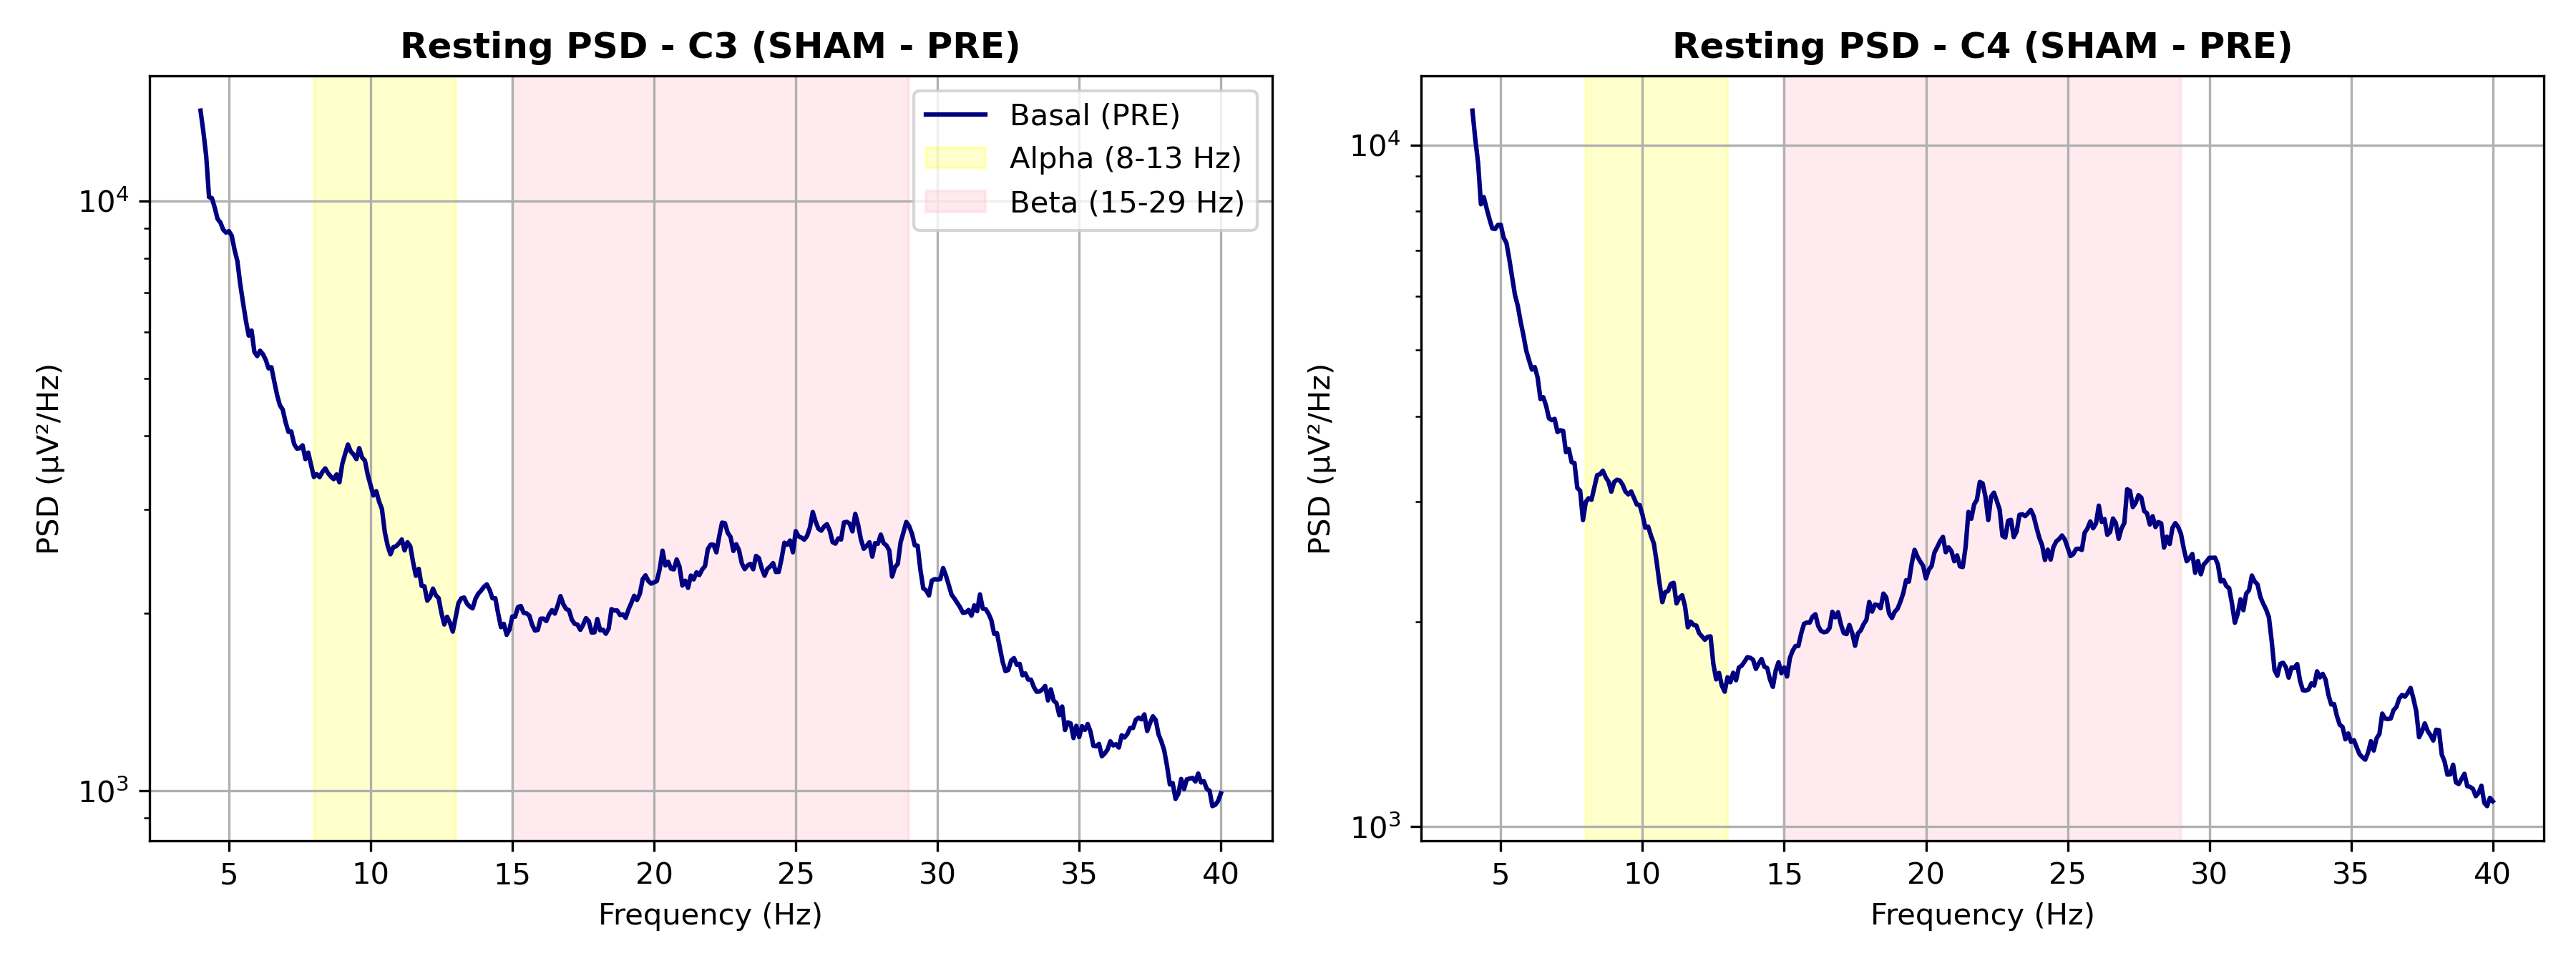 Resting PSD - C3 (SHAM - PRE)
PSD (µV²/Hz)
10⁴
10³
Basal (PRE)
Alpha (8-13 Hz)
Beta (15-29 Hz)
5 10 15 20 25 30 35 40
Frequency (Hz)
Resting PSD - C4 (SHAM - PRE)
PSD (µV²/Hz)
10⁴
10³
5 10 15 20 25 30 35 40
Frequency (Hz)